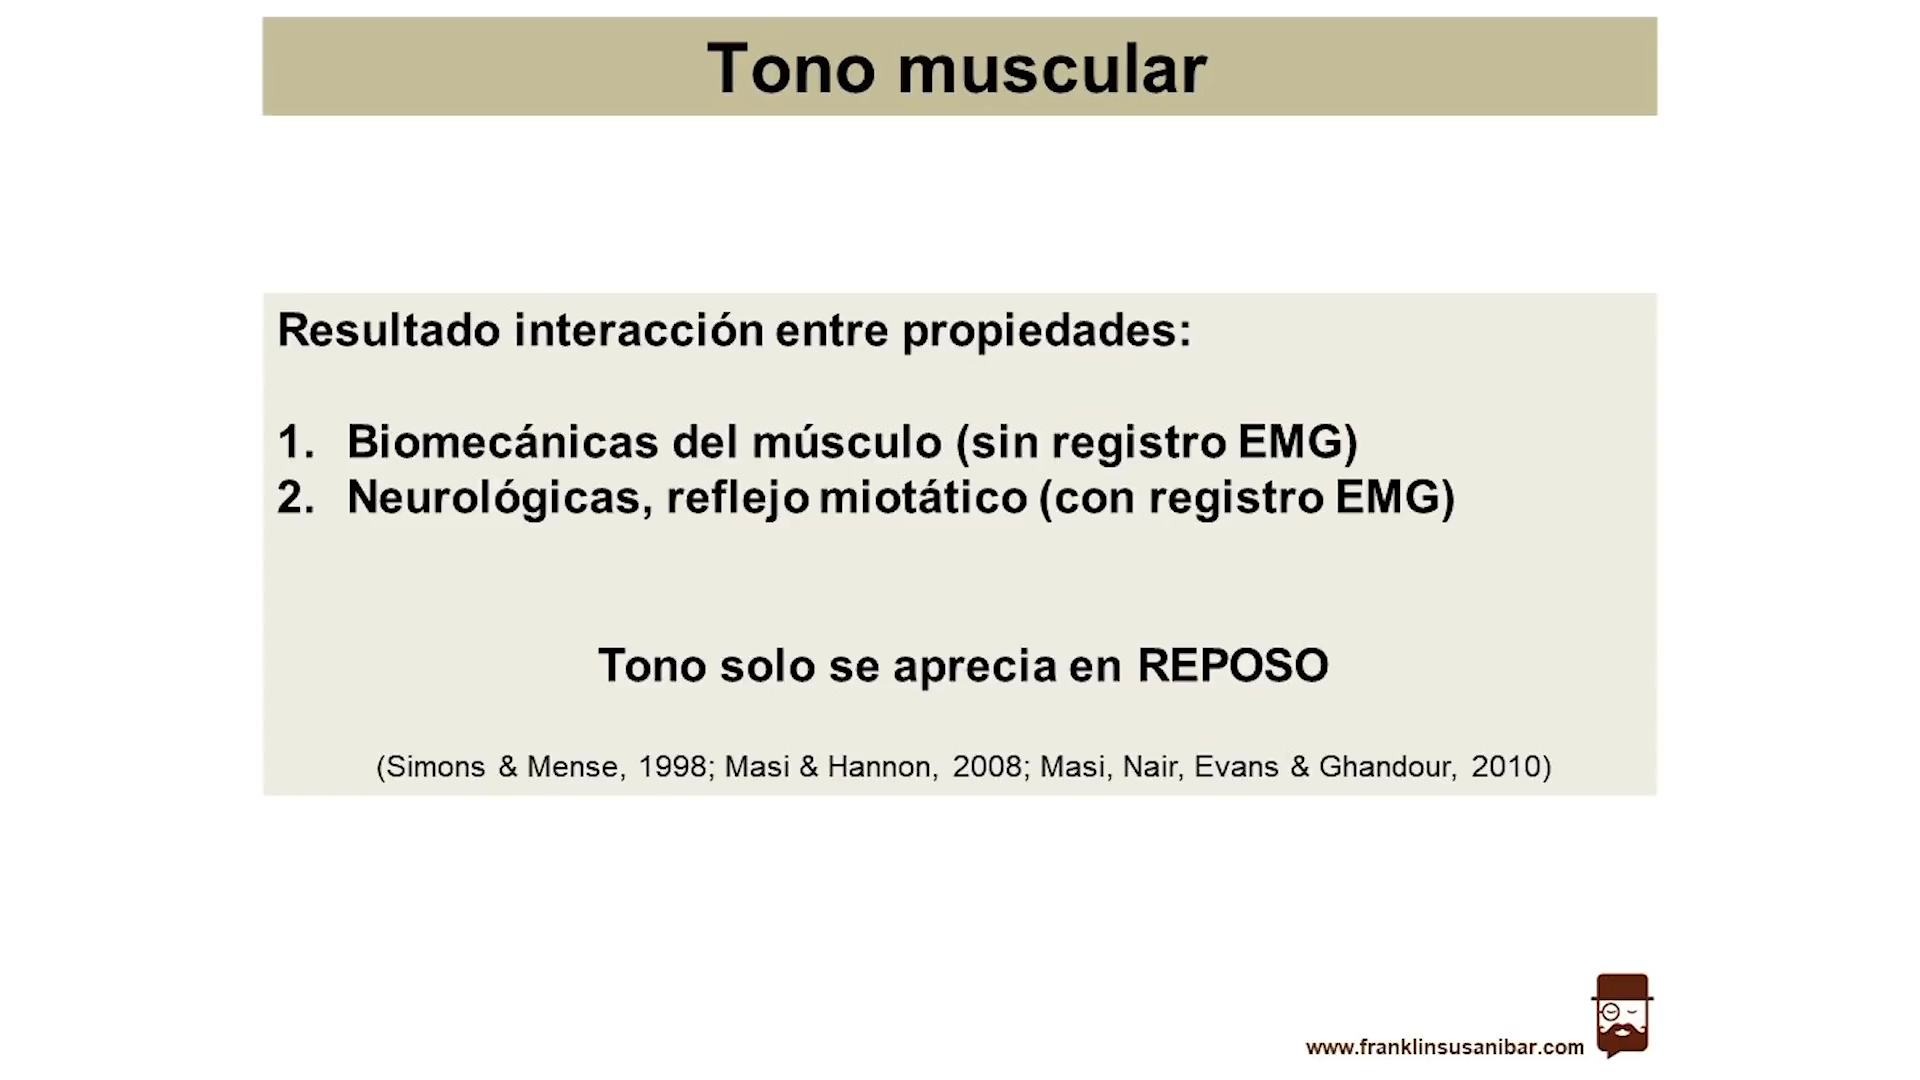 Tono muscular
Resultado interacción entre propiedades:
1. Biomecánicas del músculo (sin registro EMG)
2. Neurológicas, reflejo miotático (con registro EMG)
Tono solo se aprecia en REPOSO
(Simons & Mense, 1998; Masi & Hannon, 2008; Masi, Nair, Evans & Ghandour, 2010)
www.franklinsusanibar.com